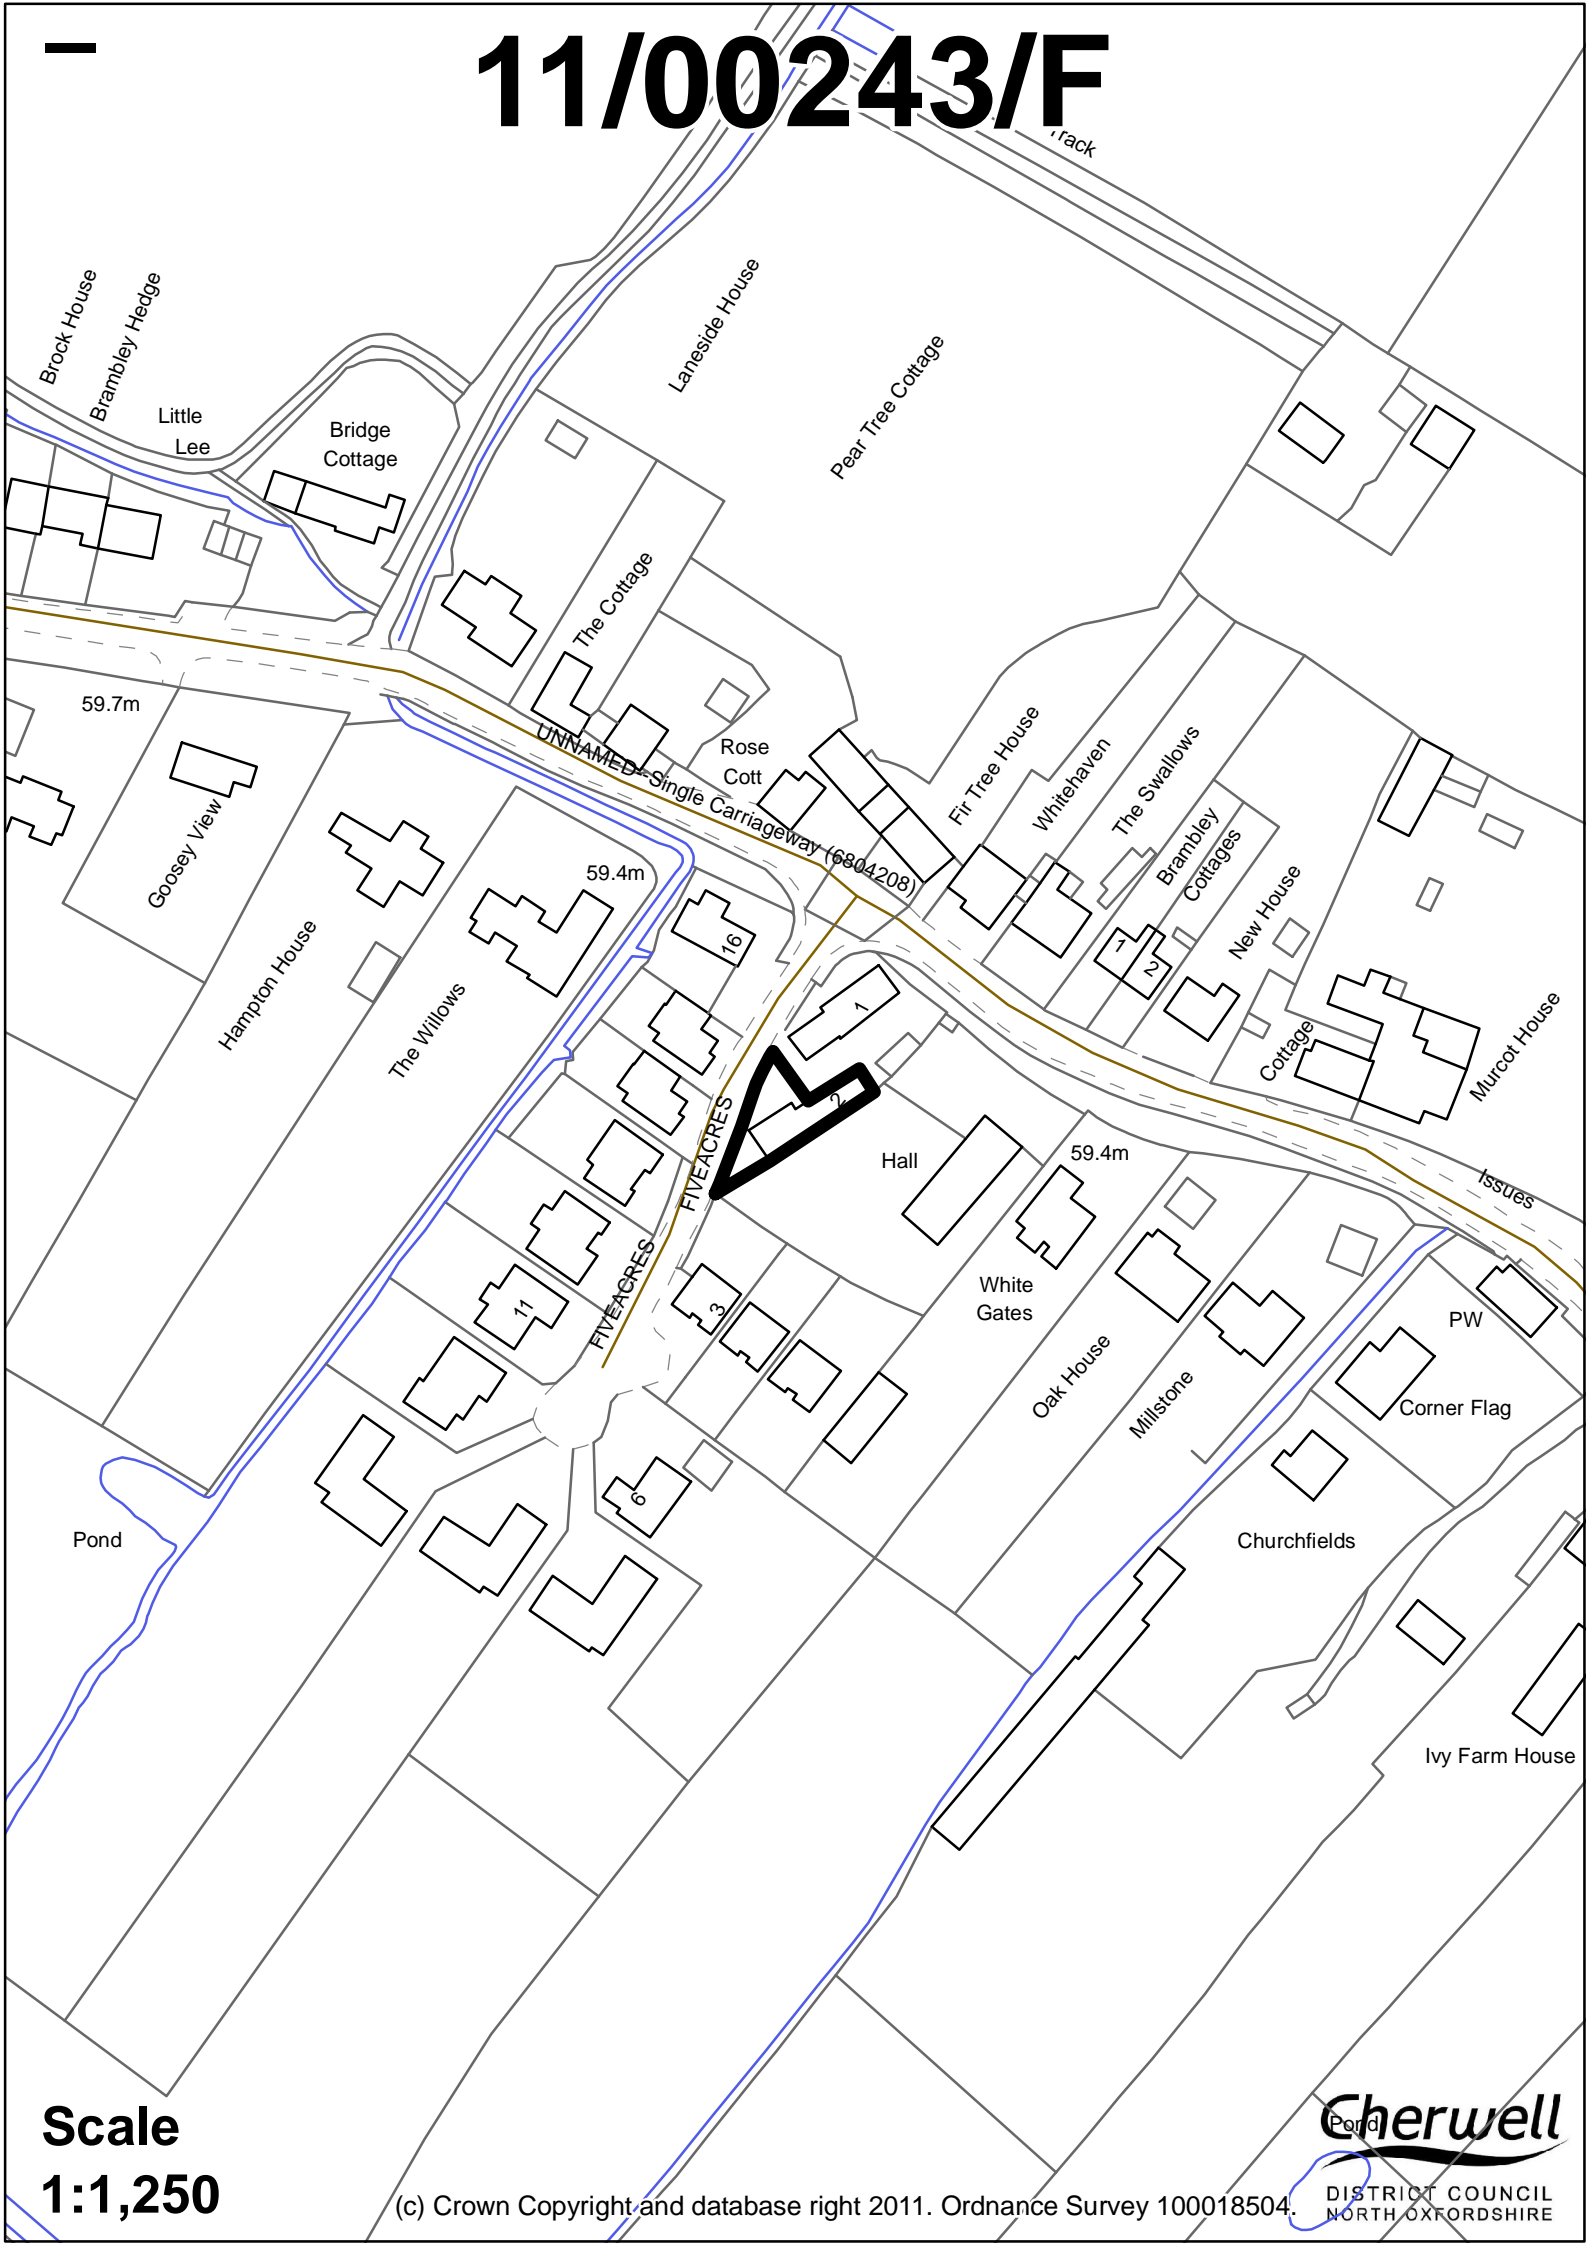 11/00243/F
Track
Brock House
Brambley Hedge
Little
Lee
Bridge
Cottage
Laneside House
Pear Tree Cottage
The Cottage
59.7m
Goosey View
UNNAMED--Single Carriageway (6804208)
Rose
Cott
Fir Tree House
Whitehaven
The Swallows
Brambley
Cottages
New House
59.4m
Hampton House
The Willows
16
1
1
2
Cottage
Murcot House
2
FIVEACRES
Hall
59.4m
Issues
FIVEACRES
3
11
White
Gates
Oak House
Millstone
PW
Corner Flag
6
Pond
Churchfields
Ivy Farm House
Scale
1:1,250
(c) Crown Copyright and database right 2011. Ordnance Survey 100018504.
Pond
Cherwell
DISTRICT COUNCIL
NORTH OXFORDSHIRE